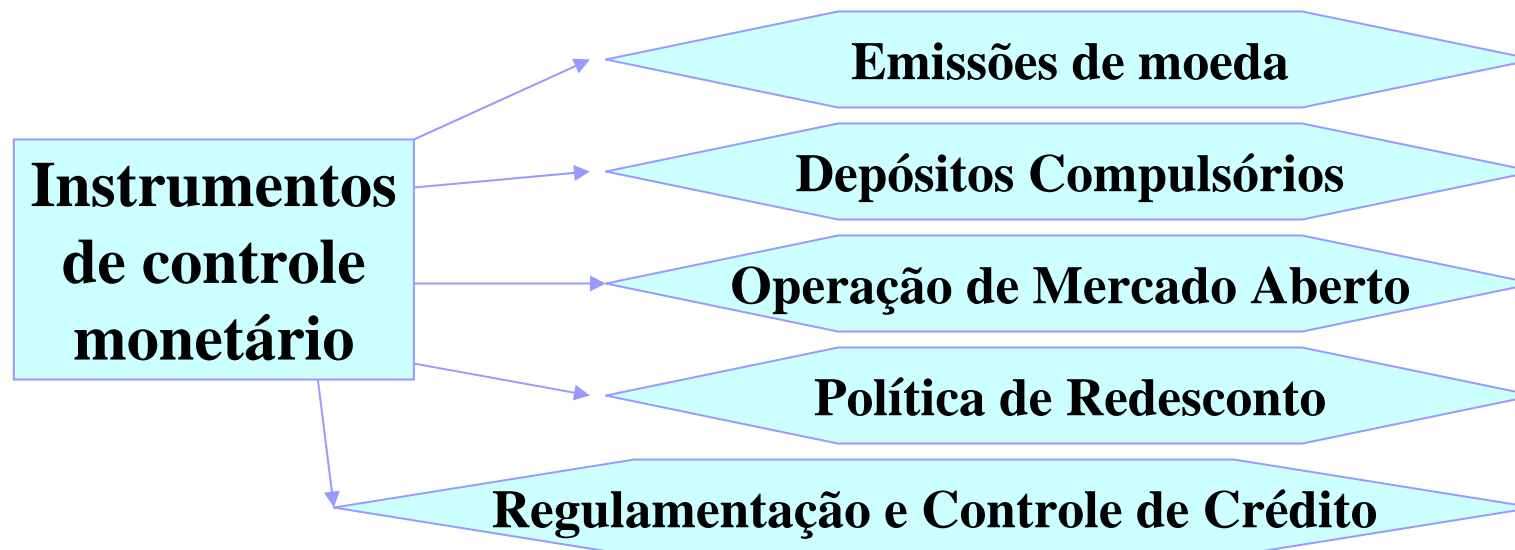 Instrumentos
de controle
monetário
Emissões de moeda
Depósitos Compulsórios
Operação de Mercado Aberto
Política de Redesconto
Regulamentação e Controle de Crédito